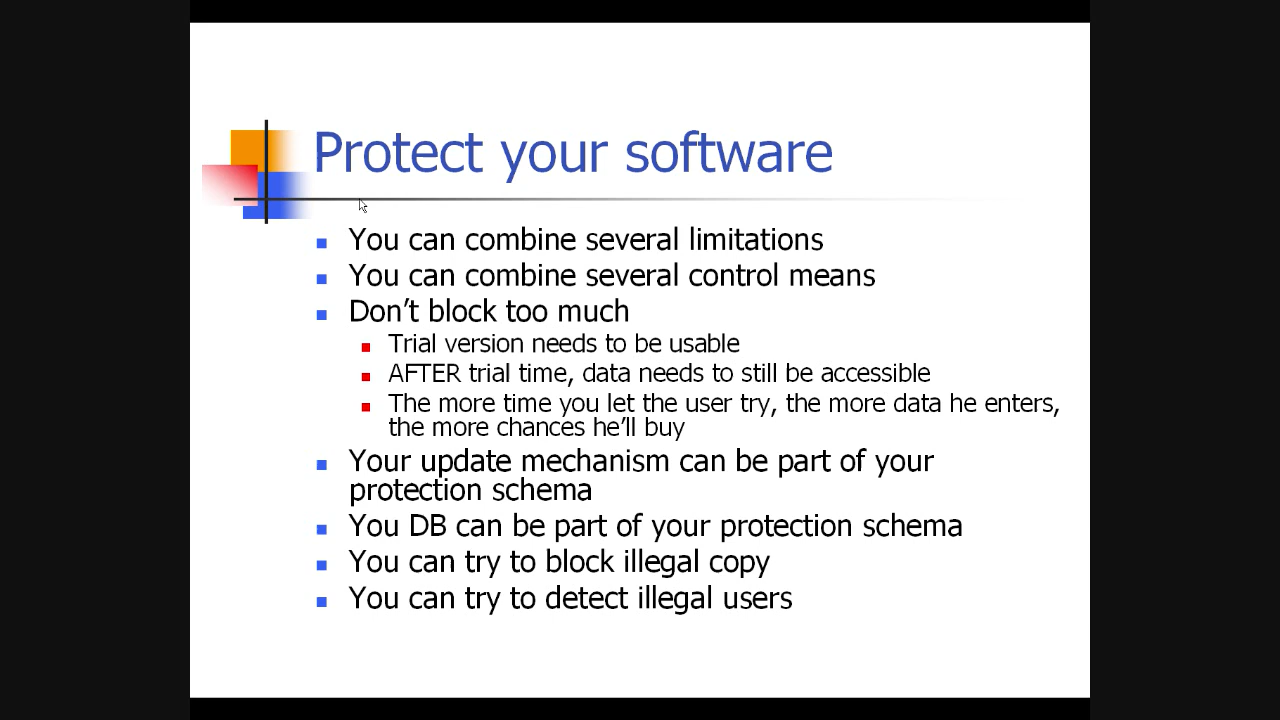 Protect your software
You can combine several limitations
You can combine several control means
Don't block too much
Trial version needs to be usable
AFTER trial time, data needs to still be accessible
The more time you let the user try, the more data he enters,
the more chances he'll buy
Your update mechanism can be part of your
protection schema
You DB can be part of your protection schema
You can try to block illegal copy
You can try to detect illegal users